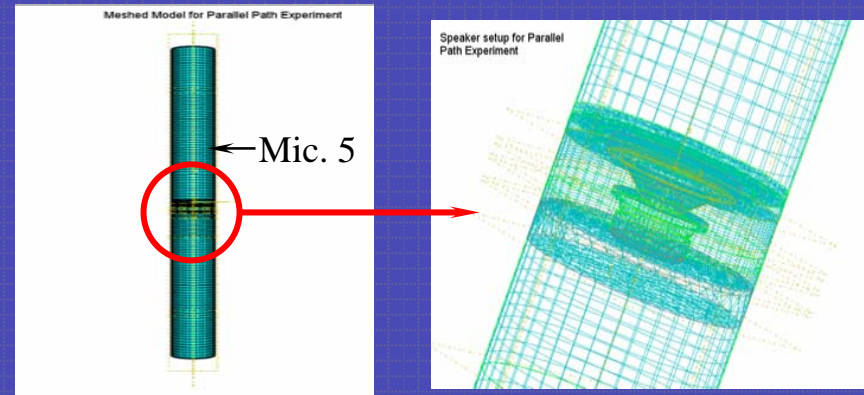 Meshed Model for Parallel Path Experiment
Mic. 5
Speaker setup for Parallel
Path Experiment